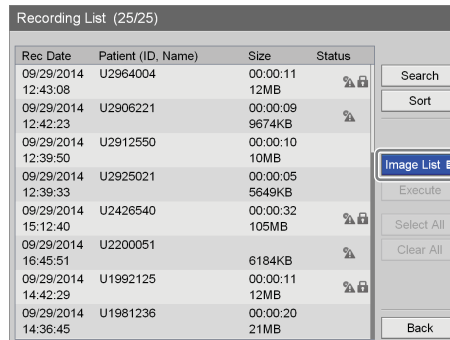 Recording List (25/25)
Rec Date Patient (ID, Name) Size Status
09/29/2014 U2964004 00:00:11
12:43:08 12MB
09/29/2014 U2906221 00:00:09
12:42:23 9674KB
09/29/2014 U2912550 00:00:10
12:39:50 10MB
09/29/2014 U2925021 00:00:05
12:39:33 5649KB
09/29/2014 U2426540 00:00:32
15:12:40 105MB
09/29/2014 U2200051
16:45:51 6184KB
09/29/2014 U1992125 00:00:11
14:42:29 12MB
09/29/2014 U1981236 00:00:20
14:36:45 21MB
Search
Sort
Image List
Execute
Select All
Clear All
Back